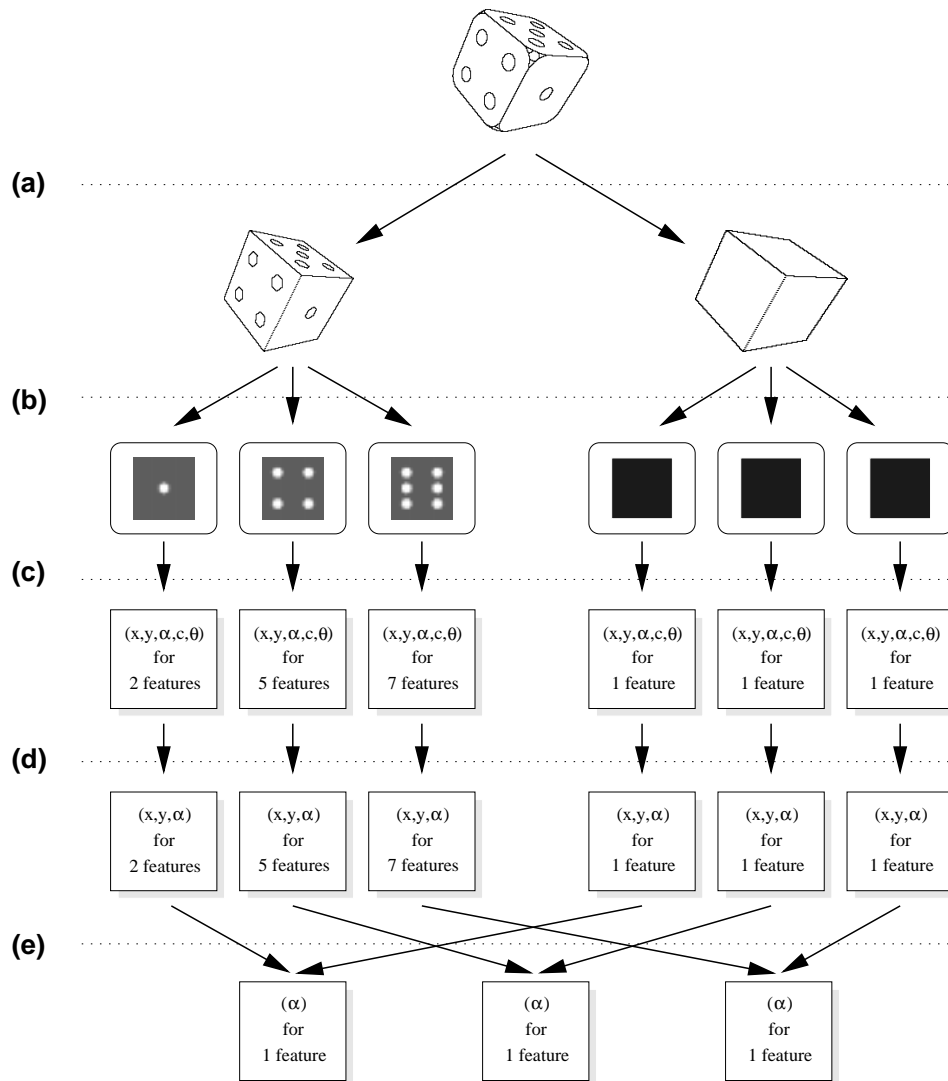 (a)
(b)
(c)
(x,y,α,c,θ) (x,y,α,c,θ) (x,y,α,c,θ) (x,y,α,c,θ) (x,y,α,c,θ) (x,y,α,c,θ)
for for for for for for
2 features 5 features 7 features 1 feature 1 feature 1 feature
(d)
(x,y,α) (x,y,α) (x,y,α) (x,y,α) (x,y,α) (x,y,α)
for for for for for for
2 features 5 features 7 features 1 feature 1 feature 1 feature
(e)
(α) (α) (α)
for for for
1 feature 1 feature 1 feature